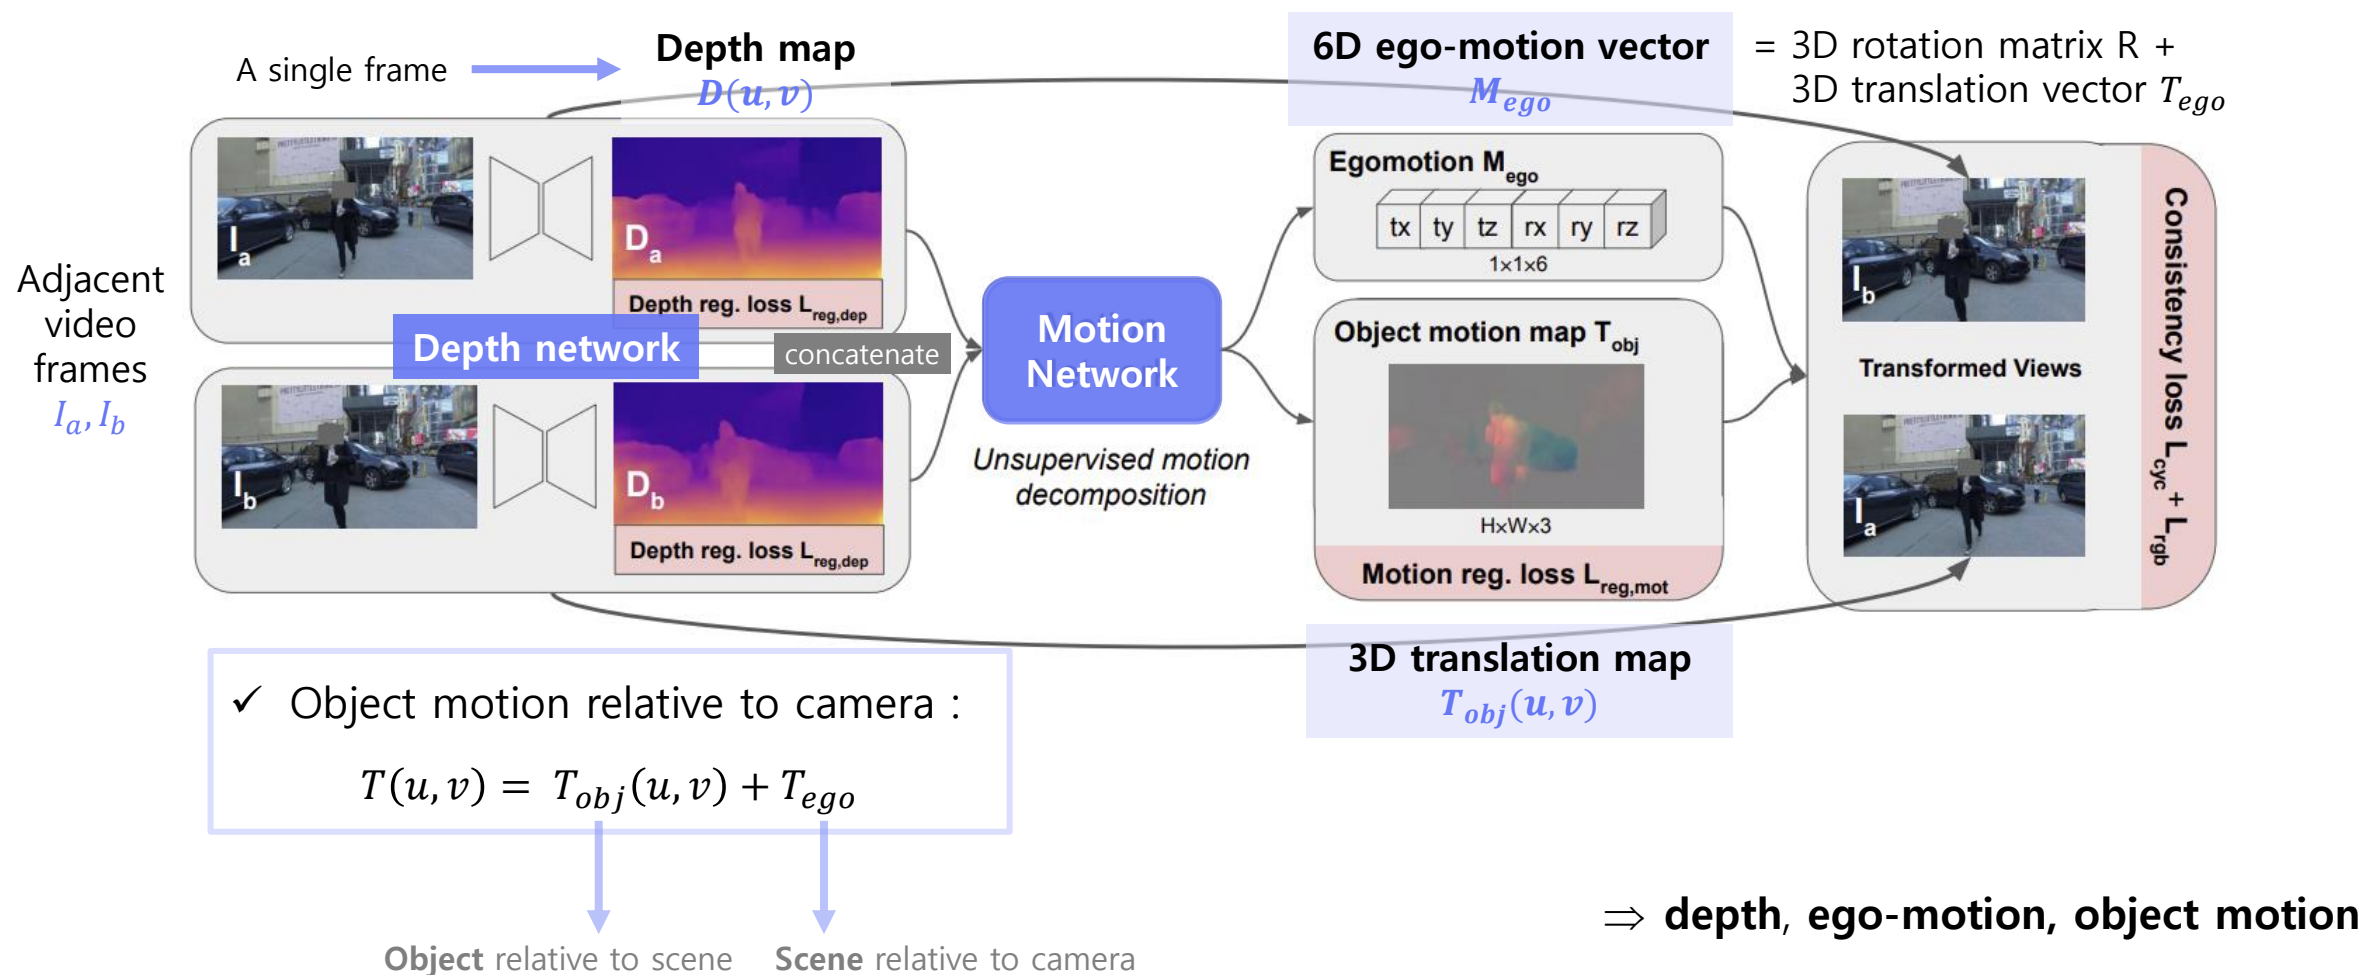 A single frame
Depth map
D(u, v)
6D ego-motion vector
M_ego
= 3D rotation matrix R +
3D translation vector T_ego
Adjacent
video
frames
I_a, I_b
I_a
D_a
Depth reg. loss L_reg,dep
Depth network
concatenate
I_b
D_b
Depth reg. loss L_reg,dep
Motion
Network
Unsupervised motion
decomposition
Egomotion M_ego
tx ty tz rx ry rz
1×1×6
Object motion map T_obj
H×W×3
Motion reg. loss L_reg,mot
I_b
Transformed Views
I_a
Consistency loss L_cyc + L_rgb
3D translation map
T_obj(u, v)
✓ Object motion relative to camera :
T(u, v) = T_obj(u, v) + T_ego
Object relative to scene
Scene relative to camera
⇒ depth, ego-motion, object motion